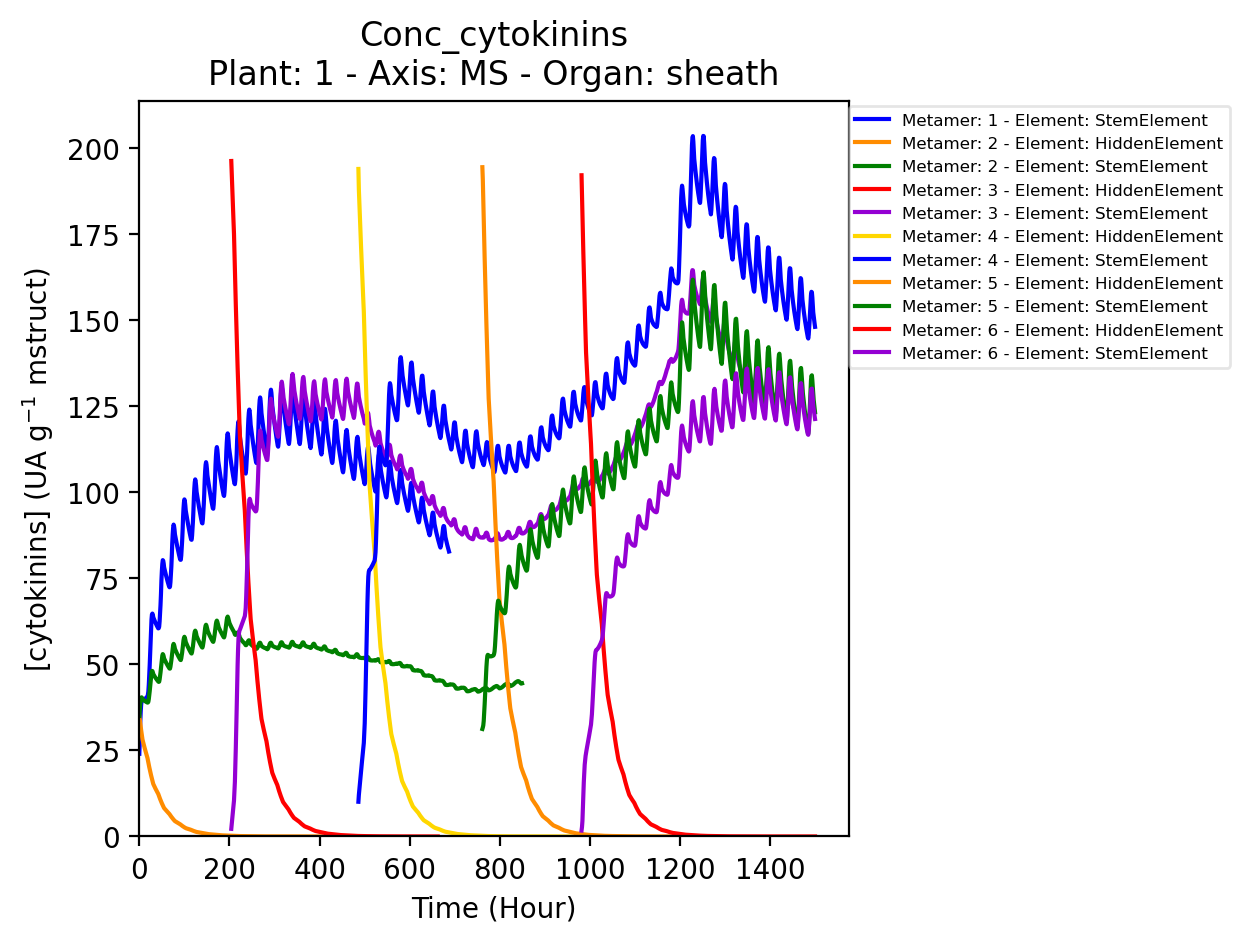 Conc_cytokinins
Plant: 1 - Axis: MS - Organ: sheath
[cytokinins] (UA g⁻¹ mstruct)
200
175
150
125
100
75
50
25
0
0 200 400 600 800 1000 1200 1400
Time (Hour)
Metamer: 1 - Element: StemElement
Metamer: 2 - Element: HiddenElement
Metamer: 2 - Element: StemElement
Metamer: 3 - Element: HiddenElement
Metamer: 3 - Element: StemElement
Metamer: 4 - Element: HiddenElement
Metamer: 4 - Element: StemElement
Metamer: 5 - Element: HiddenElement
Metamer: 5 - Element: StemElement
Metamer: 6 - Element: HiddenElement
Metamer: 6 - Element: StemElement